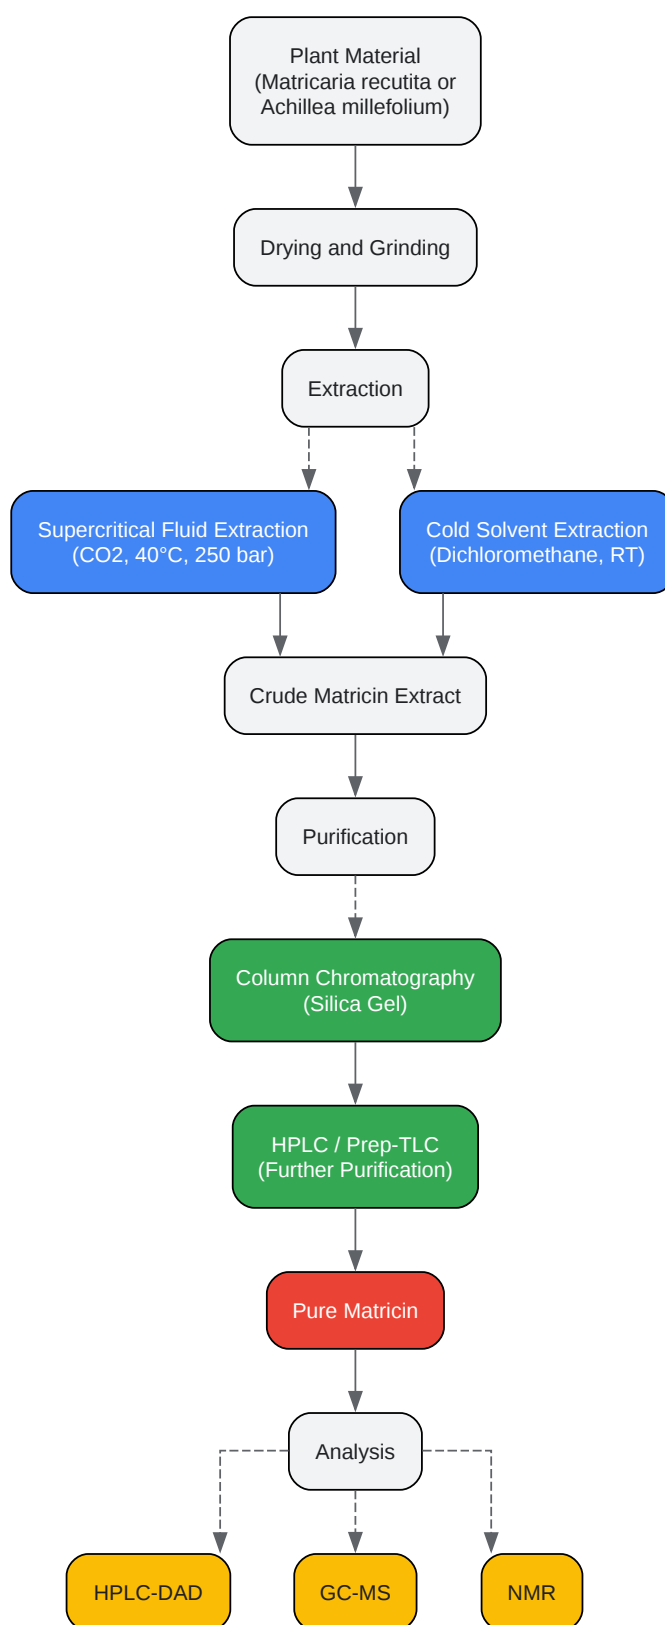 Plant Material
(Matricaria recutita or
Achillea millefolium)
Drying and Grinding
Extraction
Supercritical Fluid Extraction
(CO2, 40°C, 250 bar)
Cold Solvent Extraction
(Dichloromethane, RT)
Crude Matricin Extract
Purification
Column Chromatography
(Silica Gel)
HPLC / Prep-TLC
(Further Purification)
Pure Matricin
Analysis
HPLC-DAD
GC-MS
NMR